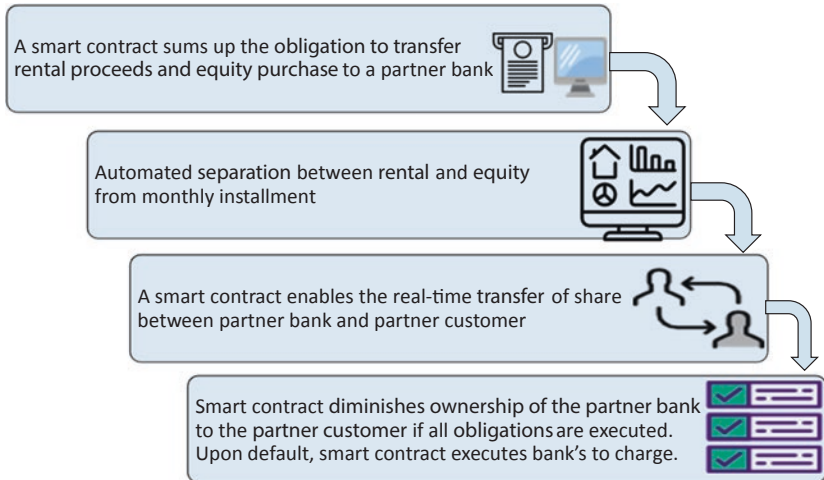 A smart contract sums up the obligation to transfer
rental proceeds and equity purchase to a partner bank
Automated separation between rental and equity
from monthly installment
A smart contract enables the real-time transfer of share
between partner bank and partner customer
Smart contract diminishes ownership of the partner bank
to the partner customer if all obligations are executed.
Upon default, smart contract executes bank's to charge.